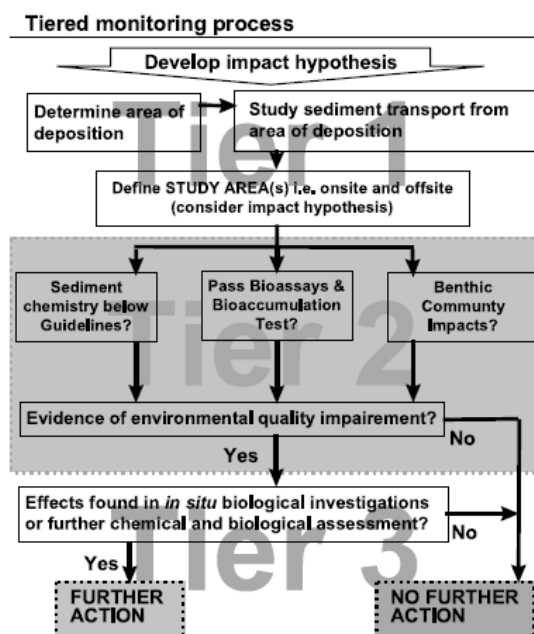 Tiered monitoring process
Develop impact hypothesis
Tier 1
Determine area of
deposition
Study sediment transport from
area of deposition
Define STUDY AREA(s) i.e. onsite and offsite
(consider impact hypothesis)
Tier 2
Sediment
chemistry below
Guidelines?
Pass Bioassays &
Bioaccumulation
Test?
Benthic
Communty
Impacts?
Evidence of environmental quality impairement?
No
Yes
Tier 3
Effects found in in situ biological investigations
or further chemical and biological assessment?
No
Yes
FURTHER
ACTION
NO FURTHER
ACTION